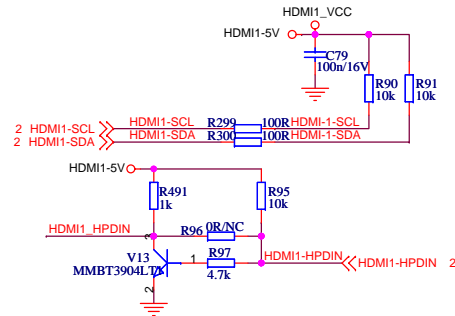 HDMI1_VCC
HDMI1-5V
C79
100n/16V
R90
10k
R91
10k
2 HDMI1-SCL
HDMI1-SCL
R299
100R
HDMI-1-SCL
2 HDMI1-SDA
HDMI1-SDA
R300
100R
HDMI-1-SDA
HDMI1-5V
R491
1k
R95
10k
HDMI1_HPDIN
3
R96
0R/NC
V13
MMBT3904LT1
1
R97
4.7k
HDMI1-HPDIN
HDMI1-HPDIN 2
2